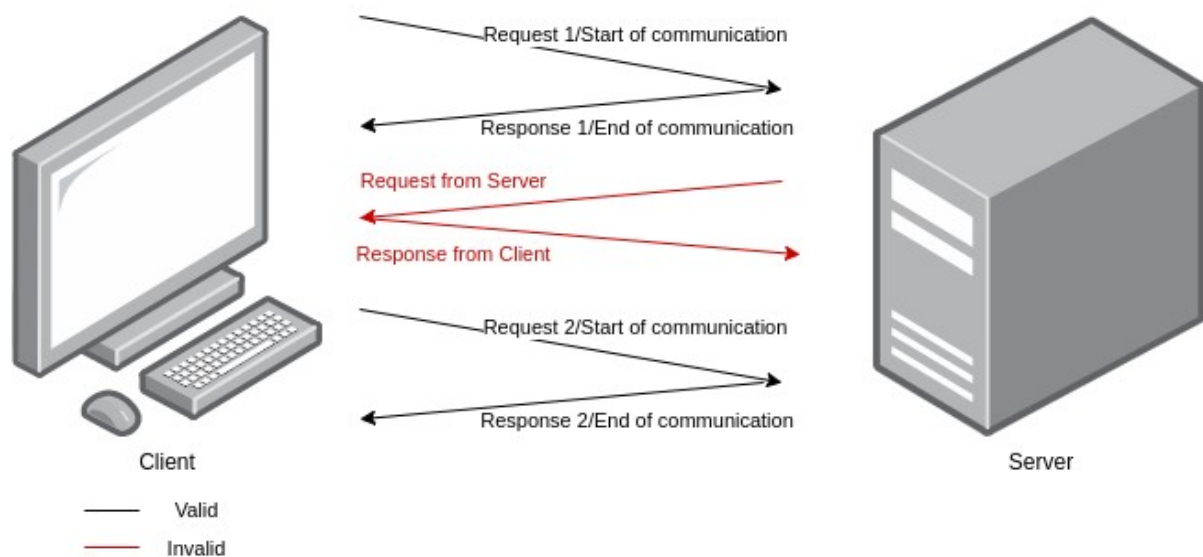 Request 1/Start of communication
Response 1/End of communication
Request from Server
Response from Client
Request 2/Start of communication
Response 2/End of communication
Client
Server
Valid
Invalid